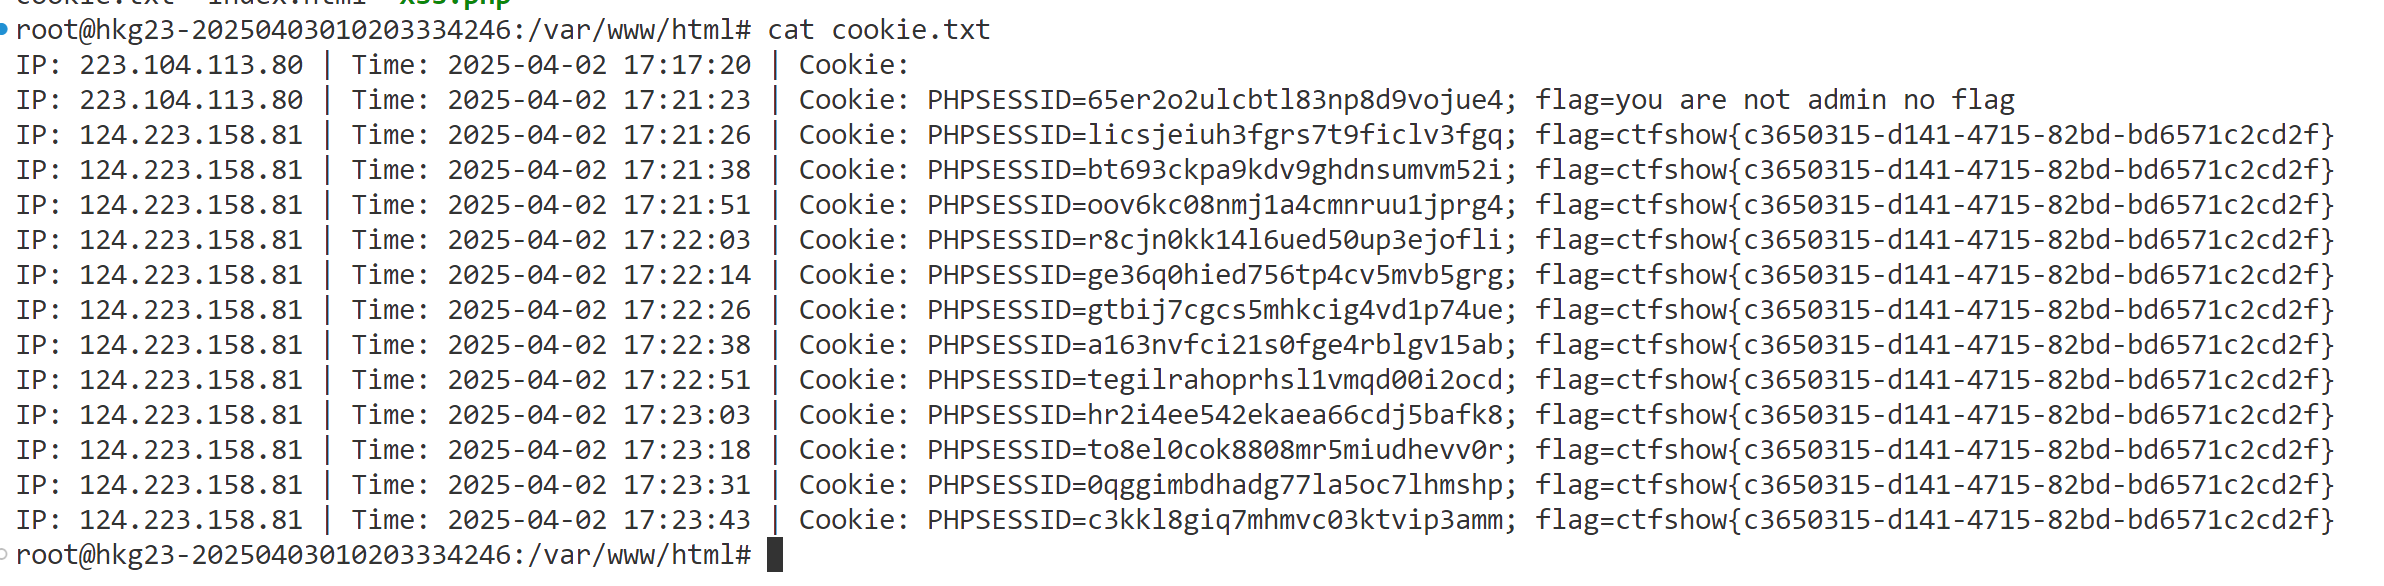 cookie.txt  index.html  xss.php
root@hkg23-20250403010203334246:/var/www/html# cat cookie.txt
IP: 223.104.113.80 | Time: 2025-04-02 17:17:20 | Cookie:
IP: 223.104.113.80 | Time: 2025-04-02 17:21:23 | Cookie: PHPSESSID=65er2o2ulcbtl83np8d9vojue4; flag=you are not admin no flag
IP: 124.223.158.81 | Time: 2025-04-02 17:21:26 | Cookie: PHPSESSID=licsjeiuh3fgrs7t9ficlv3fgq; flag=ctfshow{c3650315-d141-4715-82bd-bd6571c2cd2f}
IP: 124.223.158.81 | Time: 2025-04-02 17:21:38 | Cookie: PHPSESSID=bt693ckpa9kdv9ghdnsumvm52i; flag=ctfshow{c3650315-d141-4715-82bd-bd6571c2cd2f}
IP: 124.223.158.81 | Time: 2025-04-02 17:21:51 | Cookie: PHPSESSID=oov6kc08nmj1a4cmnruu1jprg4; flag=ctfshow{c3650315-d141-4715-82bd-bd6571c2cd2f}
IP: 124.223.158.81 | Time: 2025-04-02 17:22:03 | Cookie: PHPSESSID=r8cjn0kk14l6ued50up3ejofli; flag=ctfshow{c3650315-d141-4715-82bd-bd6571c2cd2f}
IP: 124.223.158.81 | Time: 2025-04-02 17:22:14 | Cookie: PHPSESSID=ge36q0hied756tp4cv5mvb5grg; flag=ctfshow{c3650315-d141-4715-82bd-bd6571c2cd2f}
IP: 124.223.158.81 | Time: 2025-04-02 17:22:26 | Cookie: PHPSESSID=gtbij7cgcs5mhkcig4vd1p74ue; flag=ctfshow{c3650315-d141-4715-82bd-bd6571c2cd2f}
IP: 124.223.158.81 | Time: 2025-04-02 17:22:38 | Cookie: PHPSESSID=a163nvfci21s0fge4rblgv15ab; flag=ctfshow{c3650315-d141-4715-82bd-bd6571c2cd2f}
IP: 124.223.158.81 | Time: 2025-04-02 17:22:51 | Cookie: PHPSESSID=tegilrahoprhsl1vmqd00i2ocd; flag=ctfshow{c3650315-d141-4715-82bd-bd6571c2cd2f}
IP: 124.223.158.81 | Time: 2025-04-02 17:23:03 | Cookie: PHPSESSID=hr2i4ee542ekaea66cdj5bafk8; flag=ctfshow{c3650315-d141-4715-82bd-bd6571c2cd2f}
IP: 124.223.158.81 | Time: 2025-04-02 17:23:18 | Cookie: PHPSESSID=to8el0cok8808mr5miudhevv0r; flag=ctfshow{c3650315-d141-4715-82bd-bd6571c2cd2f}
IP: 124.223.158.81 | Time: 2025-04-02 17:23:31 | Cookie: PHPSESSID=0qggimbdhadg77la5oc7lhmshp; flag=ctfshow{c3650315-d141-4715-82bd-bd6571c2cd2f}
IP: 124.223.158.81 | Time: 2025-04-02 17:23:43 | Cookie: PHPSESSID=c3kkl8giq7mhmvc03ktvip3amm; flag=ctfshow{c3650315-d141-4715-82bd-bd6571c2cd2f}
root@hkg23-20250403010203334246:/var/www/html#